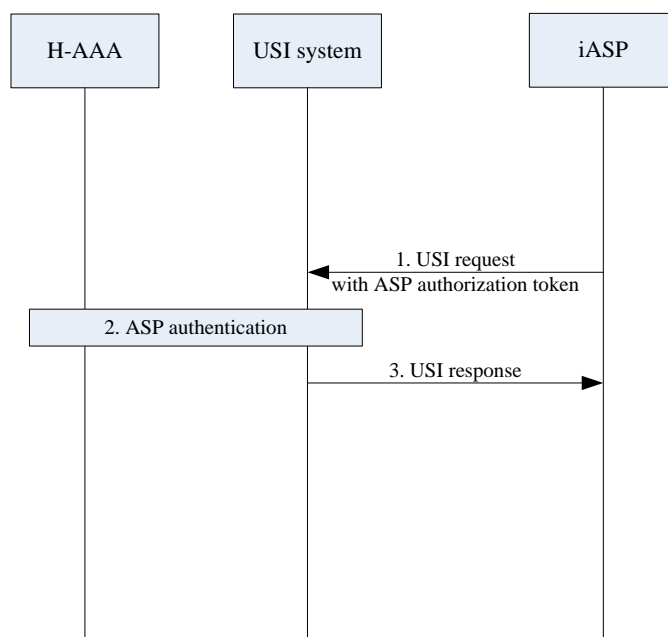 H-AAA
USI system
iASP
1. USI request
with ASP authorization token
2. ASP authentication
3. USI response